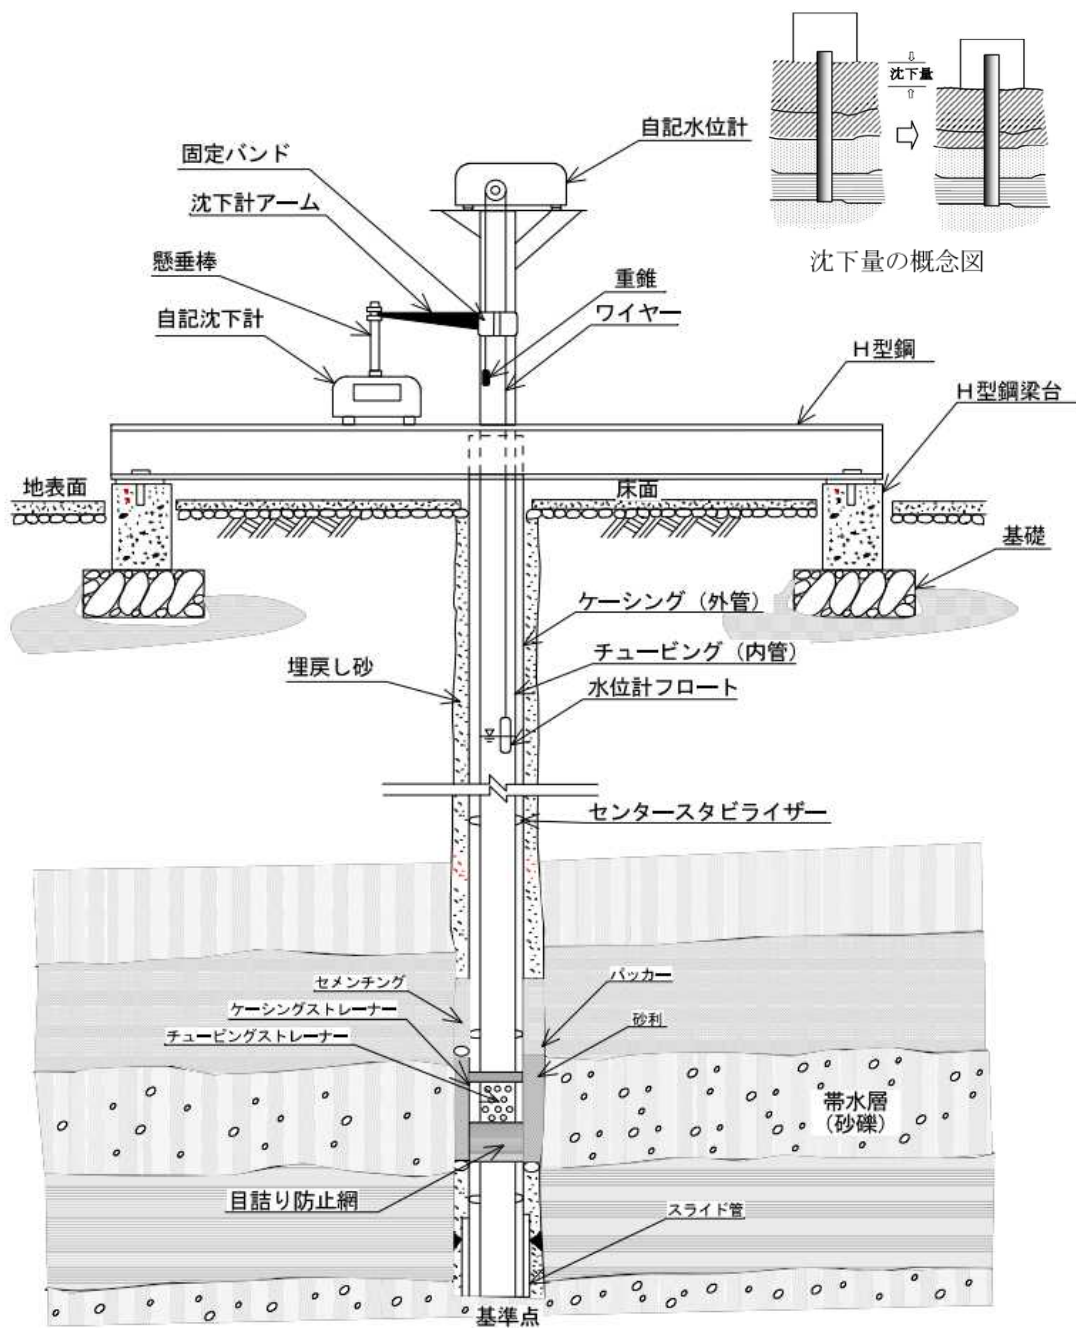 沈下量
沈下量の概念図
自記水位計
固定バンド
沈下計アーム
懸垂棒
自記沈下計
重錐
ワイヤー
H型鋼
H型鋼梁台
地表面
床面
基礎
ケーシング(外管)
チュービング(内管)
水位計フロート
埋戻し砂
センタースタビライザー
セメンチング
ケーシングストレーナー
チュービングストレーナー
パッカー
砂利
帯水層
(砂礫)
目詰り防止網
スライド管
基準点